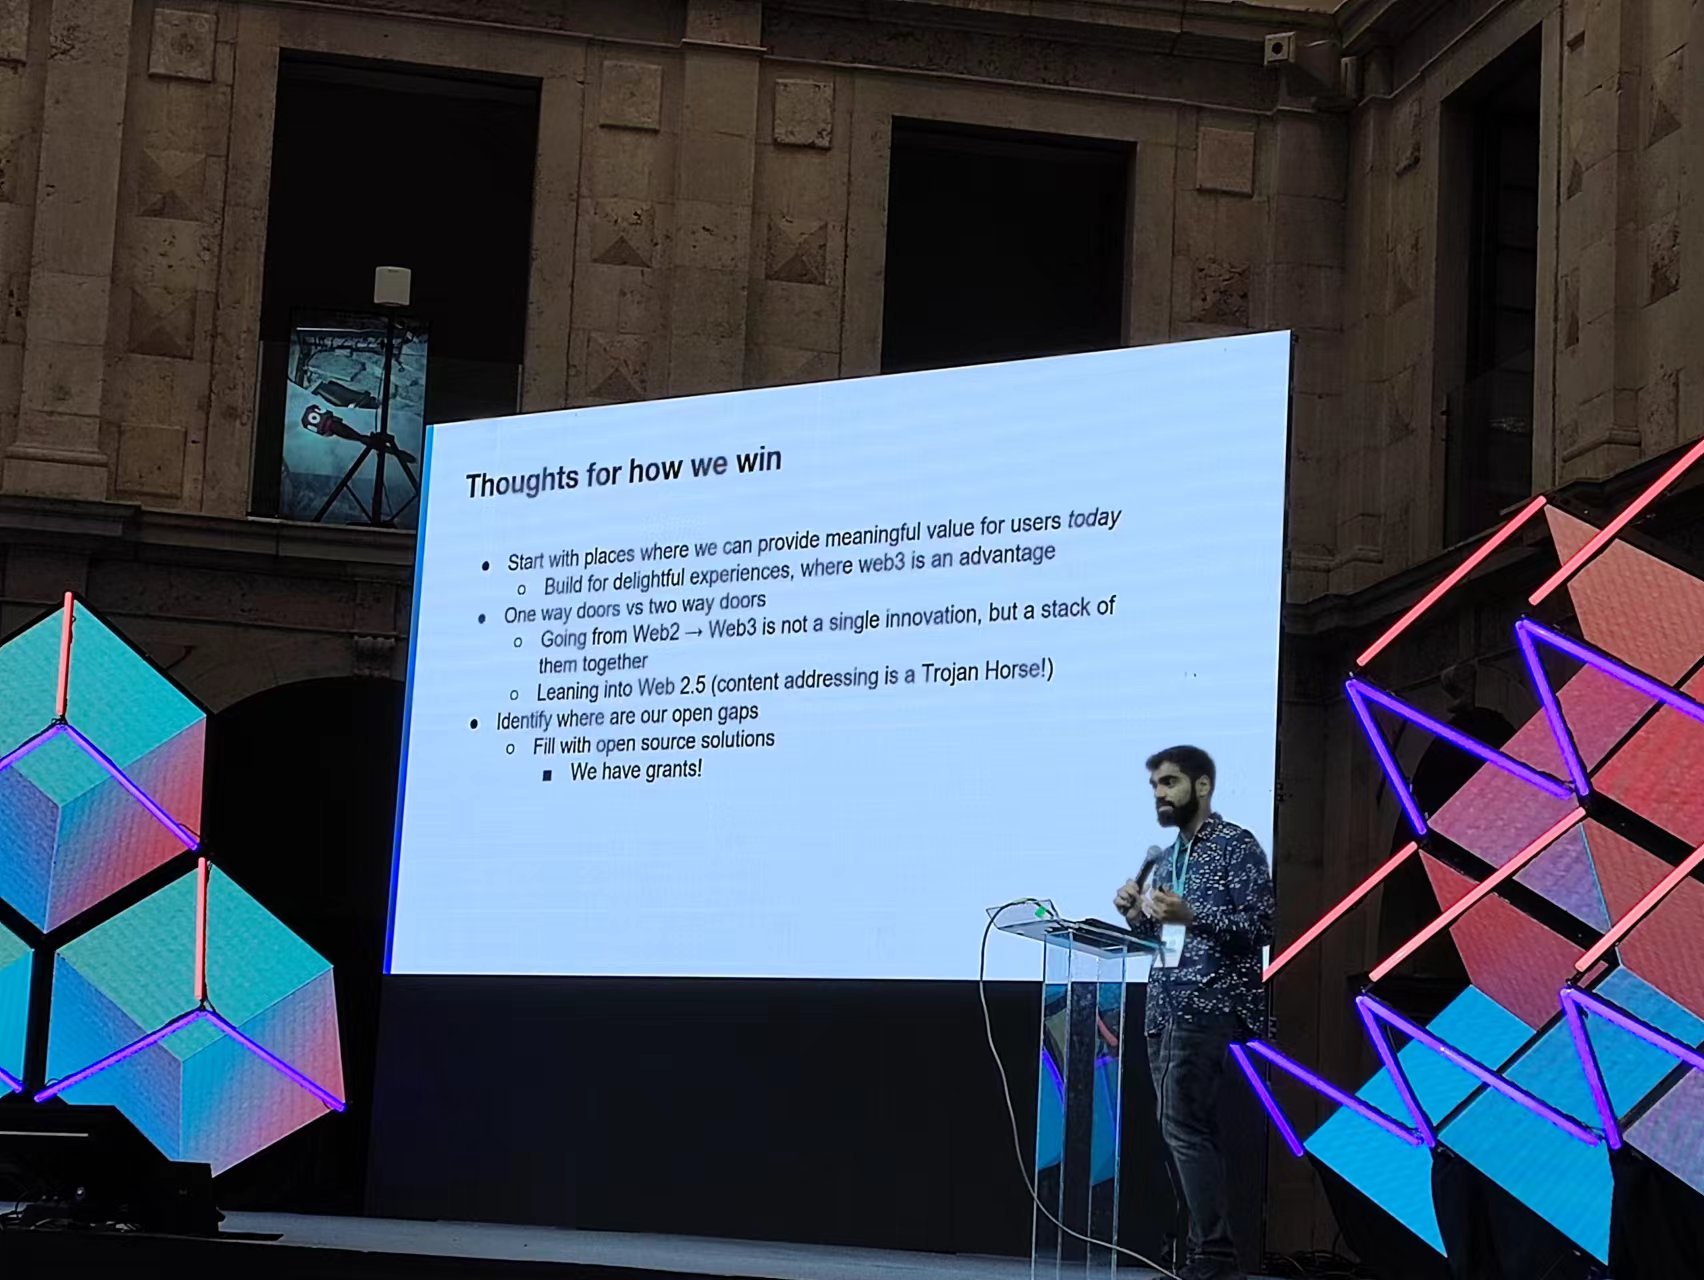 Thoughts for how we win
● Start with places where we can provide meaningful value for users today
○ Build for delightful experiences, where web3 is an advantage
● One way doors vs two way doors
○ Going from Web2 → Web3 is not a single innovation, but a stack of
them together
○ Leaning into Web 2.5 (content addressing is a Trojan Horse!)
● Identify where are our open gaps
○ Fill with open source solutions
■ We have grants!